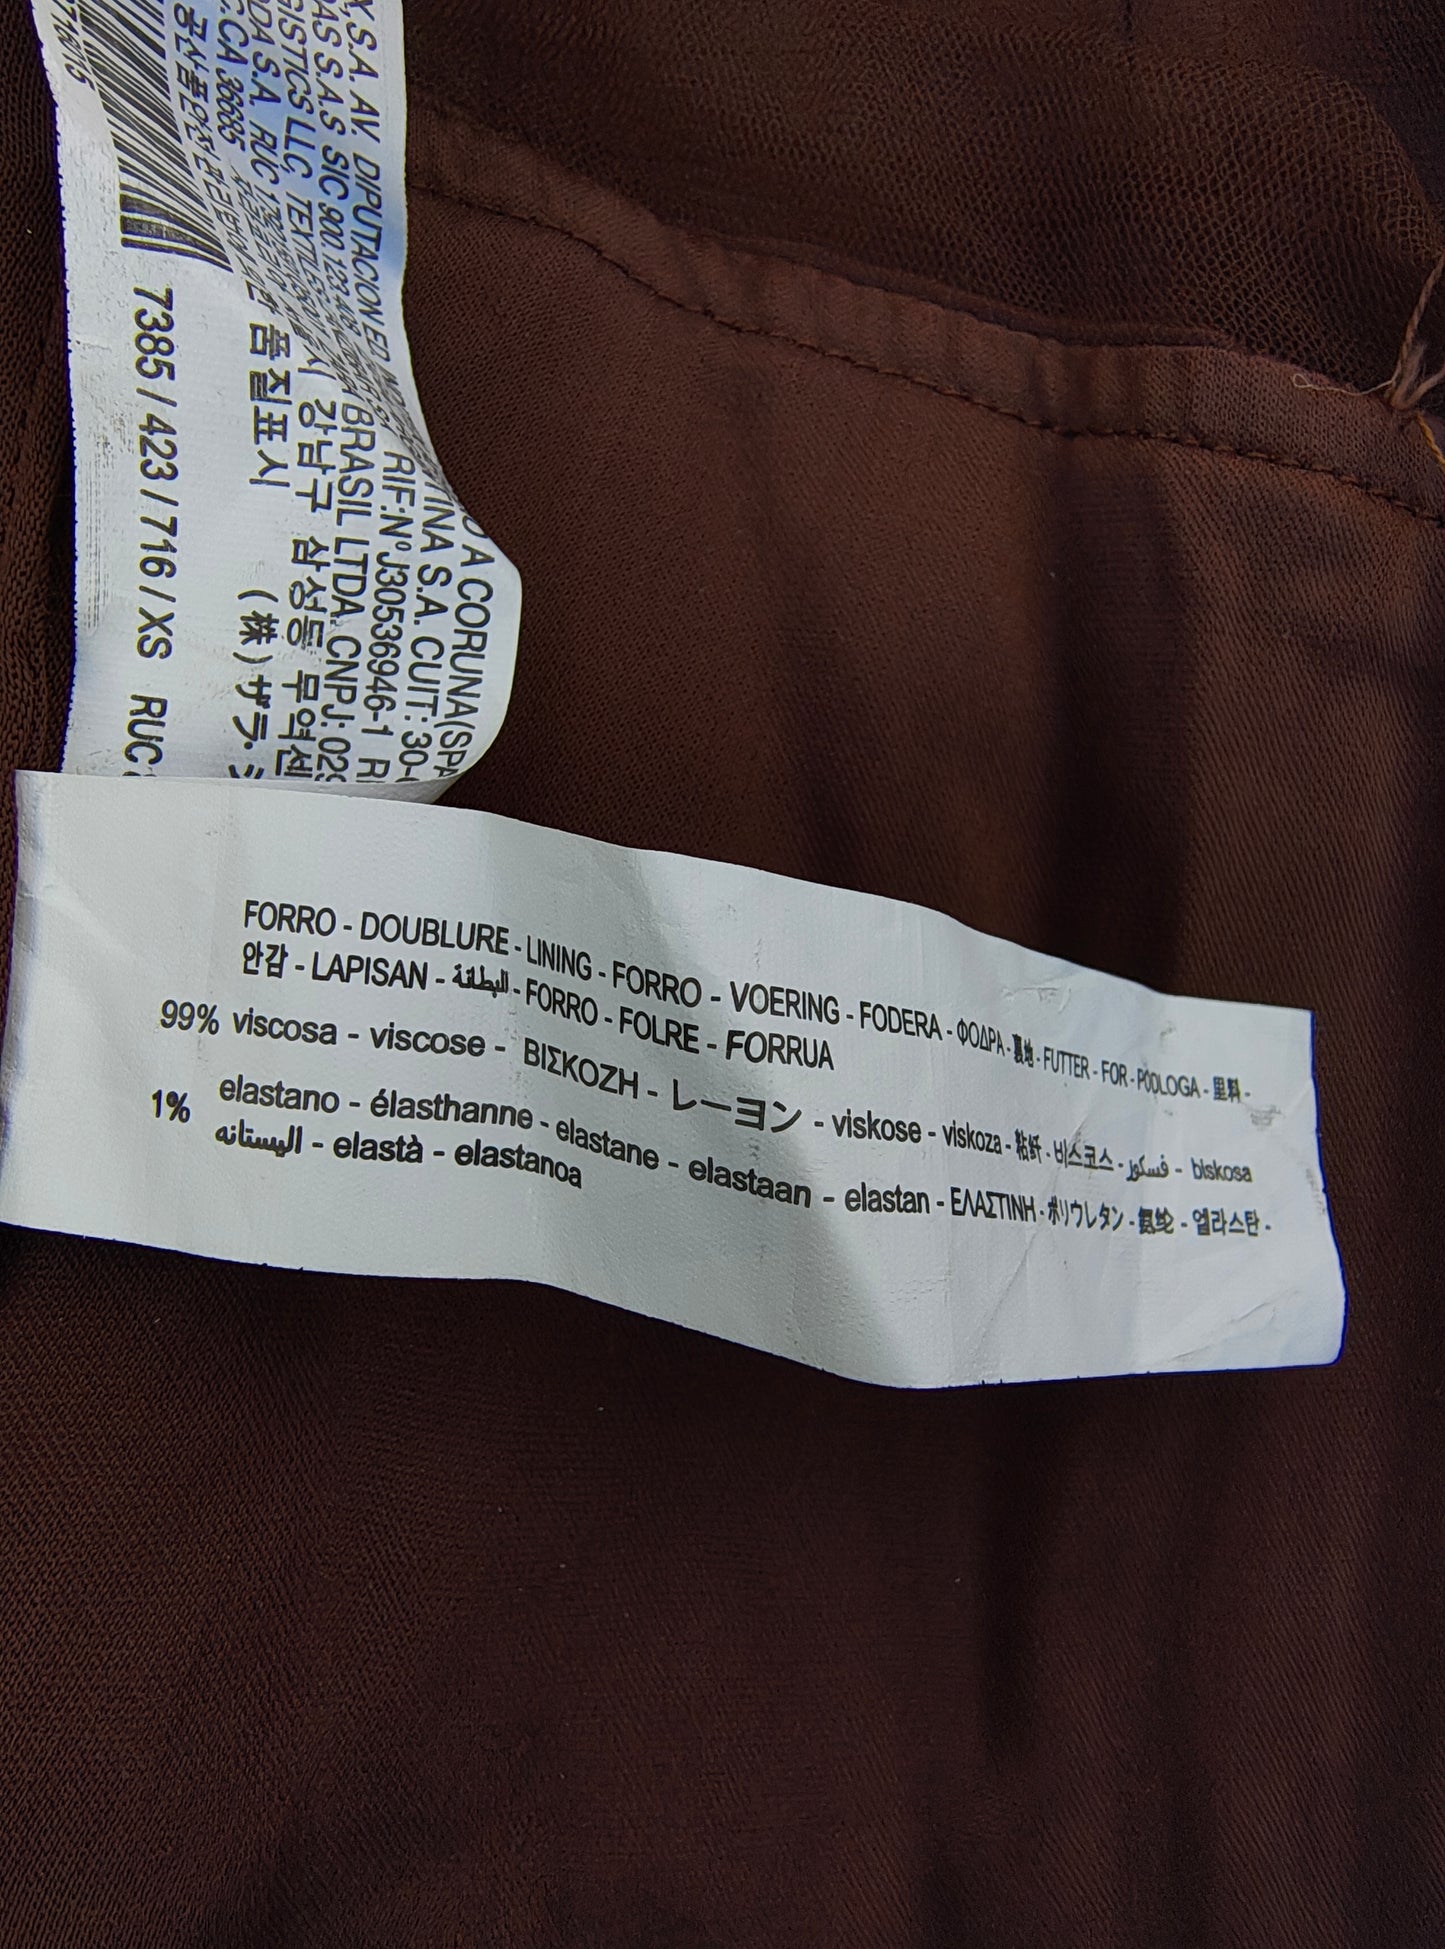 7385 / 423 / 716 / XS RUC
품질표시
(株)ザラ・
강남구 삼성동 무역센
BRASIL LTDA. CNPJ: 029
RIF:Nº J30536946-1
TINA S.A. CUIT: 30-
A CORUNA(SPA
S.A. AV. DIPUTACION ED
S.A.S SIC 900.123.408
GISTICS LLC, TEXTILES
DA S.A. RUC
CA 36685
FORRO - DOUBLURE - LINING - FORRO - VOERING - FODERA - ΦΟΔΡΑ - 裏地 - FUTTER - FOR - PODLOGA - 里料 -
안감 - LAPISAN - البطانة - FORRO - FOLRE - FORRUA
99% viscosa - viscose - ΒΙΣΚΟΖΗ - レーヨン - viskose - viskoza - 粘纤 - 비스코스 - فسكوز - biskosa
1% elastano - élasthanne - elastane - elastaan - elastan - ΕΛΑΣΤΙΝΗ - ポリウレタン - 氨纶 - 엘라스탄 -
اليستانه - elastà - elastanoa